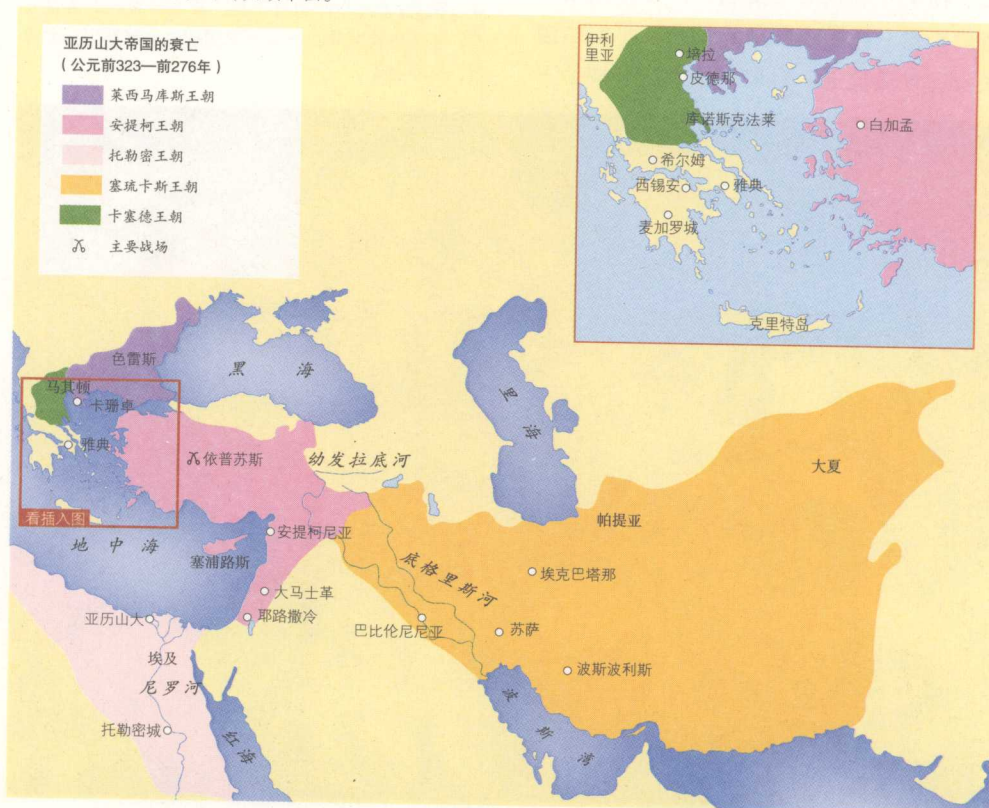 亚历山大帝国的衰亡
(公元前323—前276年)
莱西马库斯王朝
安提柯王朝
托勒密王朝
塞琉卡斯王朝
卡塞德王朝
主要战场
伊利
里亚
培拉
皮德那
库诺斯克法莱
白加孟
希尔姆
西锡安
雅典
麦加罗城
克里特岛
色雷斯
黑海
里海
马其顿
卡珊卓
雅典
依普苏斯
幼发拉底河
大夏
看插入图
帕提亚
地中海
安提柯尼亚
塞浦路斯
底格里斯河
埃克巴塔那
大马士革
亚历山大
耶路撒冷
巴比伦尼尼亚
苏萨
埃及
尼罗河
波斯波利斯
托勒密城
红海
波斯湾